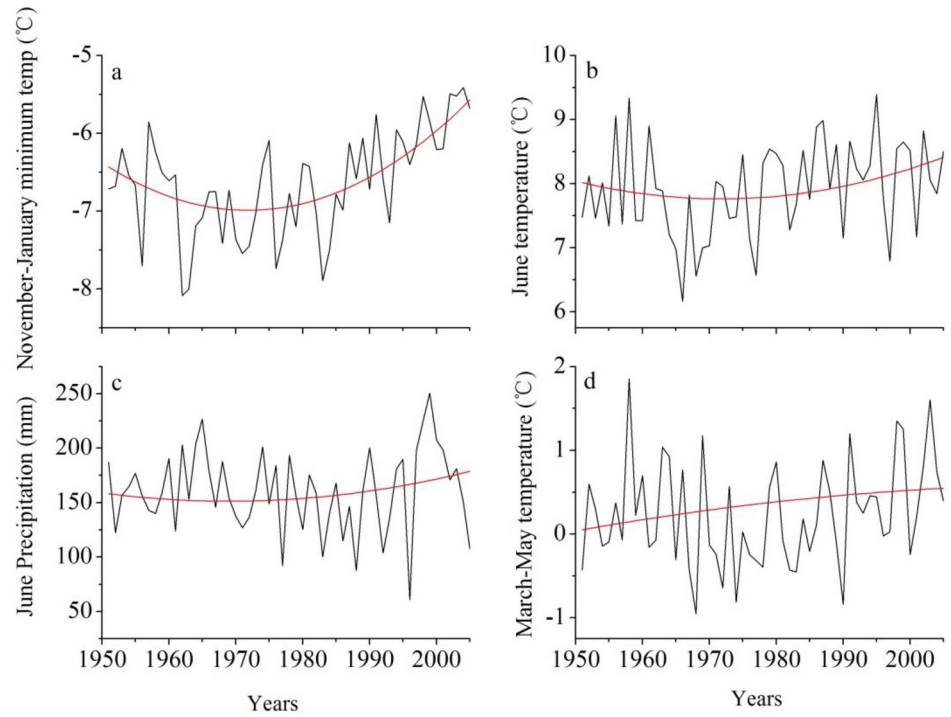 November-January minimum temp (℃)
-5
-6
-7
-8
a
June temperature (℃)
10
9
8
7
6
b
June Precipitation (mm)
250
200
150
100
50
c
1950 1960 1970 1980 1990 2000
Years
March-May temperature (℃)
2
1
0
-1
d
1950 1960 1970 1980 1990 2000
Years